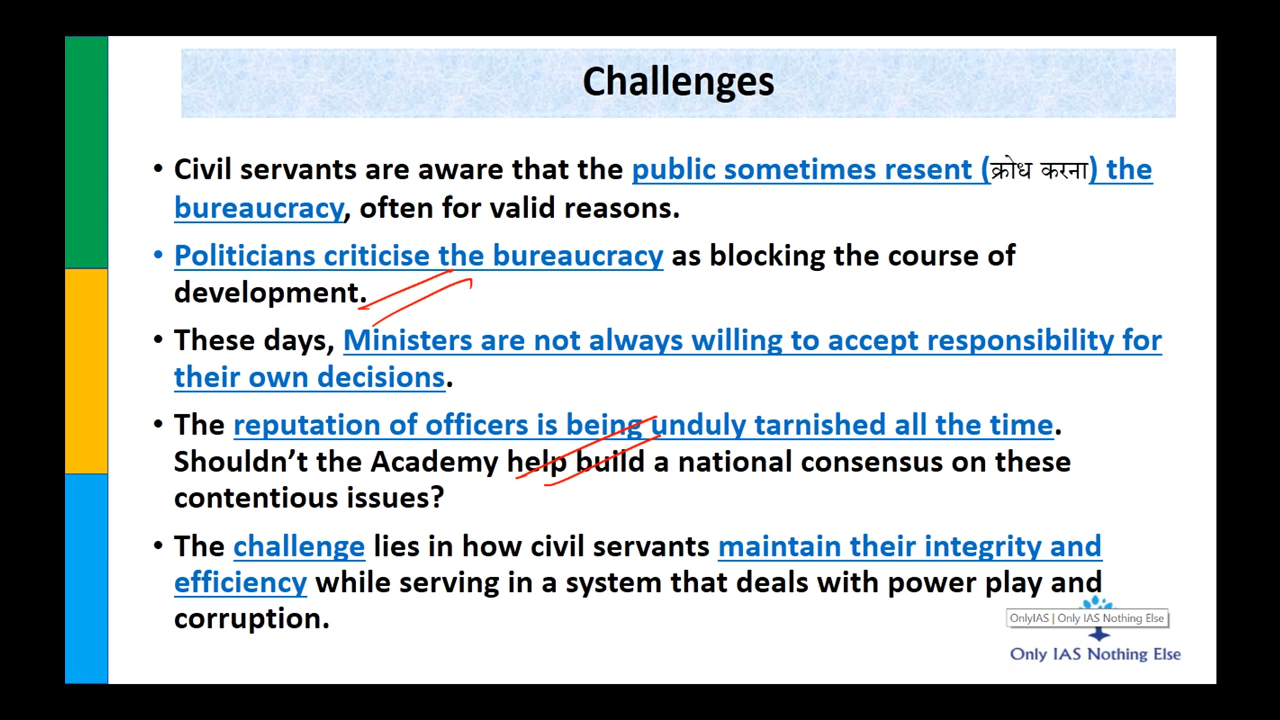 Challenges
• Civil servants are aware that the public sometimes resent (क्रोध करना) the
bureaucracy, often for valid reasons.
• Politicians criticise the bureaucracy as blocking the course of
development.
• These days, Ministers are not always willing to accept responsibility for
their own decisions.
• The reputation of officers is being unduly tarnished all the time.
Shouldn’t the Academy help build a national consensus on these
contentious issues?
• The challenge lies in how civil servants maintain their integrity and
efficiency while serving in a system that deals with power play and
corruption.
OnlyIAS | Only IAS Nothing Else
Only IAS Nothing Else